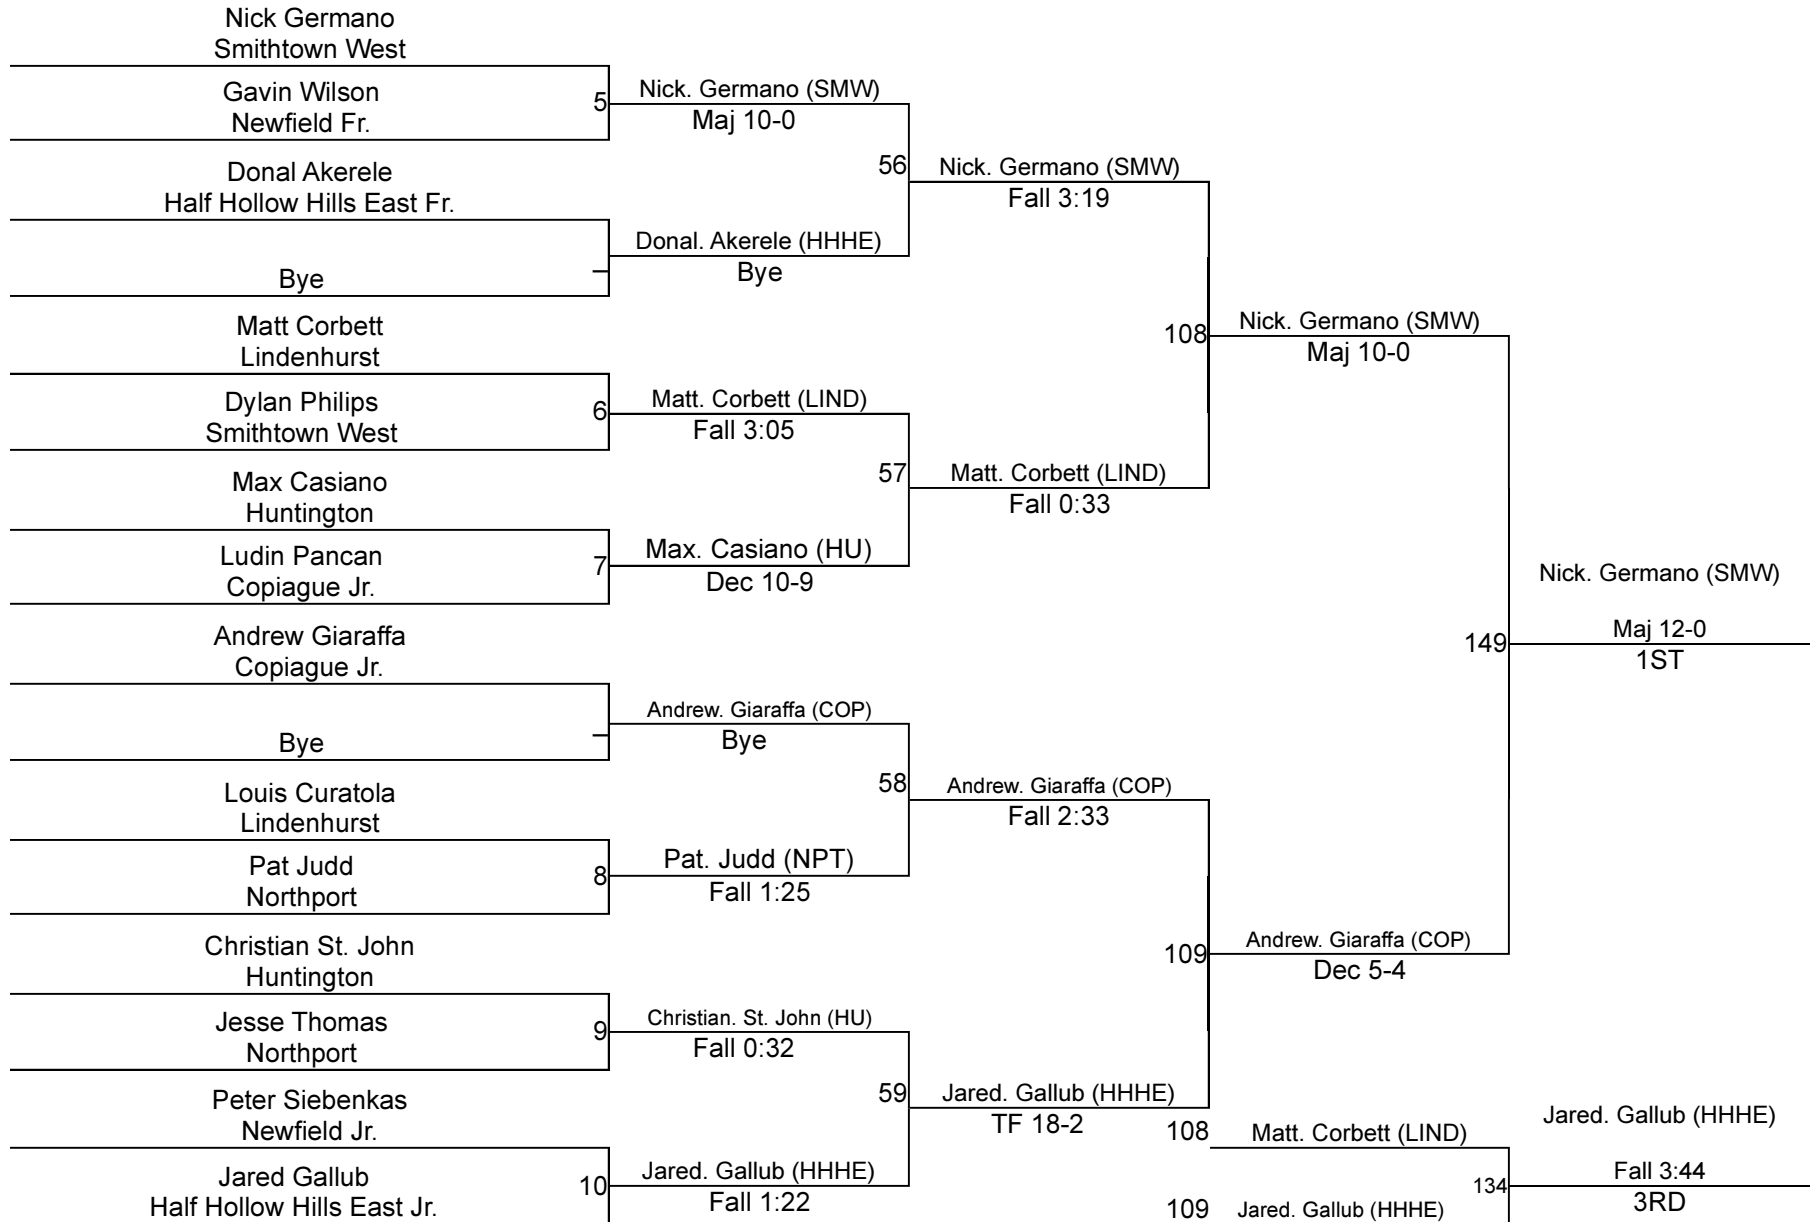 Nick Germano
Smithtown West
Gavin Wilson
Newfield Fr.
5
Nick. Germano (SMW)
Maj 10-0
Donal Akerele
Half Hollow Hills East Fr.
56
Nick. Germano (SMW)
Fall 3:19
Bye
Donal. Akerele (HHHE)
Bye
Matt Corbett
Lindenhurst
108
Nick. Germano (SMW)
Maj 10-0
Dylan Philips
Smithtown West
6
Matt. Corbett (LIND)
Fall 3:05
Max Casiano
Huntington
57
Matt. Corbett (LIND)
Fall 0:33
Ludin Pancan
Copiague Jr.
7
Max. Casiano (HU)
Dec 10-9
Nick. Germano (SMW)
Andrew Giaraffa
Copiague Jr.
149
Maj 12-0
1ST
Bye
Andrew. Giaraffa (COP)
Bye
Louis Curatola
Lindenhurst
58
Andrew. Giaraffa (COP)
Fall 2:33
Pat Judd
Northport
8
Pat. Judd (NPT)
Fall 1:25
Christian St. John
Huntington
109
Andrew. Giaraffa (COP)
Dec 5-4
Jesse Thomas
Northport
9
Christian. St. John (HU)
Fall 0:32
Peter Siebenkas
Newfield Jr.
59
Jared. Gallub (HHHE)
TF 18-2
108
Matt. Corbett (LIND)
Jared. Gallub (HHHE)
Jared Gallub
Half Hollow Hills East Jr.
10
Jared. Gallub (HHHE)
Fall 1:22
134
Fall 3:44
3RD
109
Jared. Gallub (HHHE)